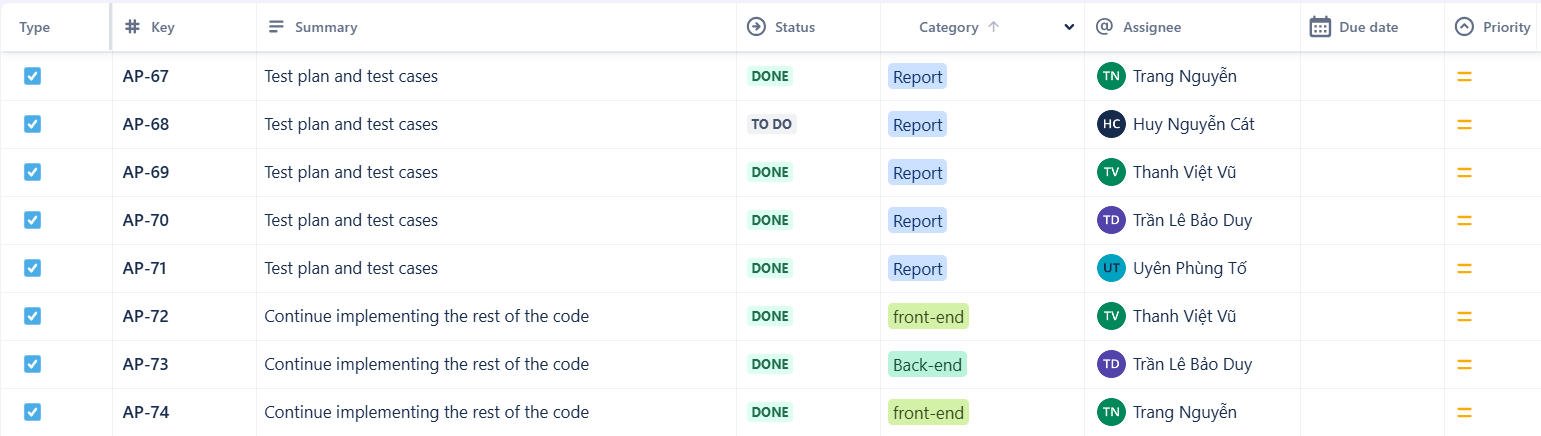 Type Key Summary Status Category Assignee Due date Priority
AP-67 Test plan and test cases DONE Report TN Trang Nguyễn
AP-68 Test plan and test cases TO DO Report HC Huy Nguyễn Cát
AP-69 Test plan and test cases DONE Report TV Thanh Việt Vũ
AP-70 Test plan and test cases DONE Report TD Trần Lê Bảo Duy
AP-71 Test plan and test cases DONE Report UT Uyên Phùng Tố
AP-72 Continue implementing the rest of the code DONE front-end TV Thanh Việt Vũ
AP-73 Continue implementing the rest of the code DONE Back-end TD Trần Lê Bảo Duy
AP-74 Continue implementing the rest of the code DONE front-end TN Trang Nguyễn